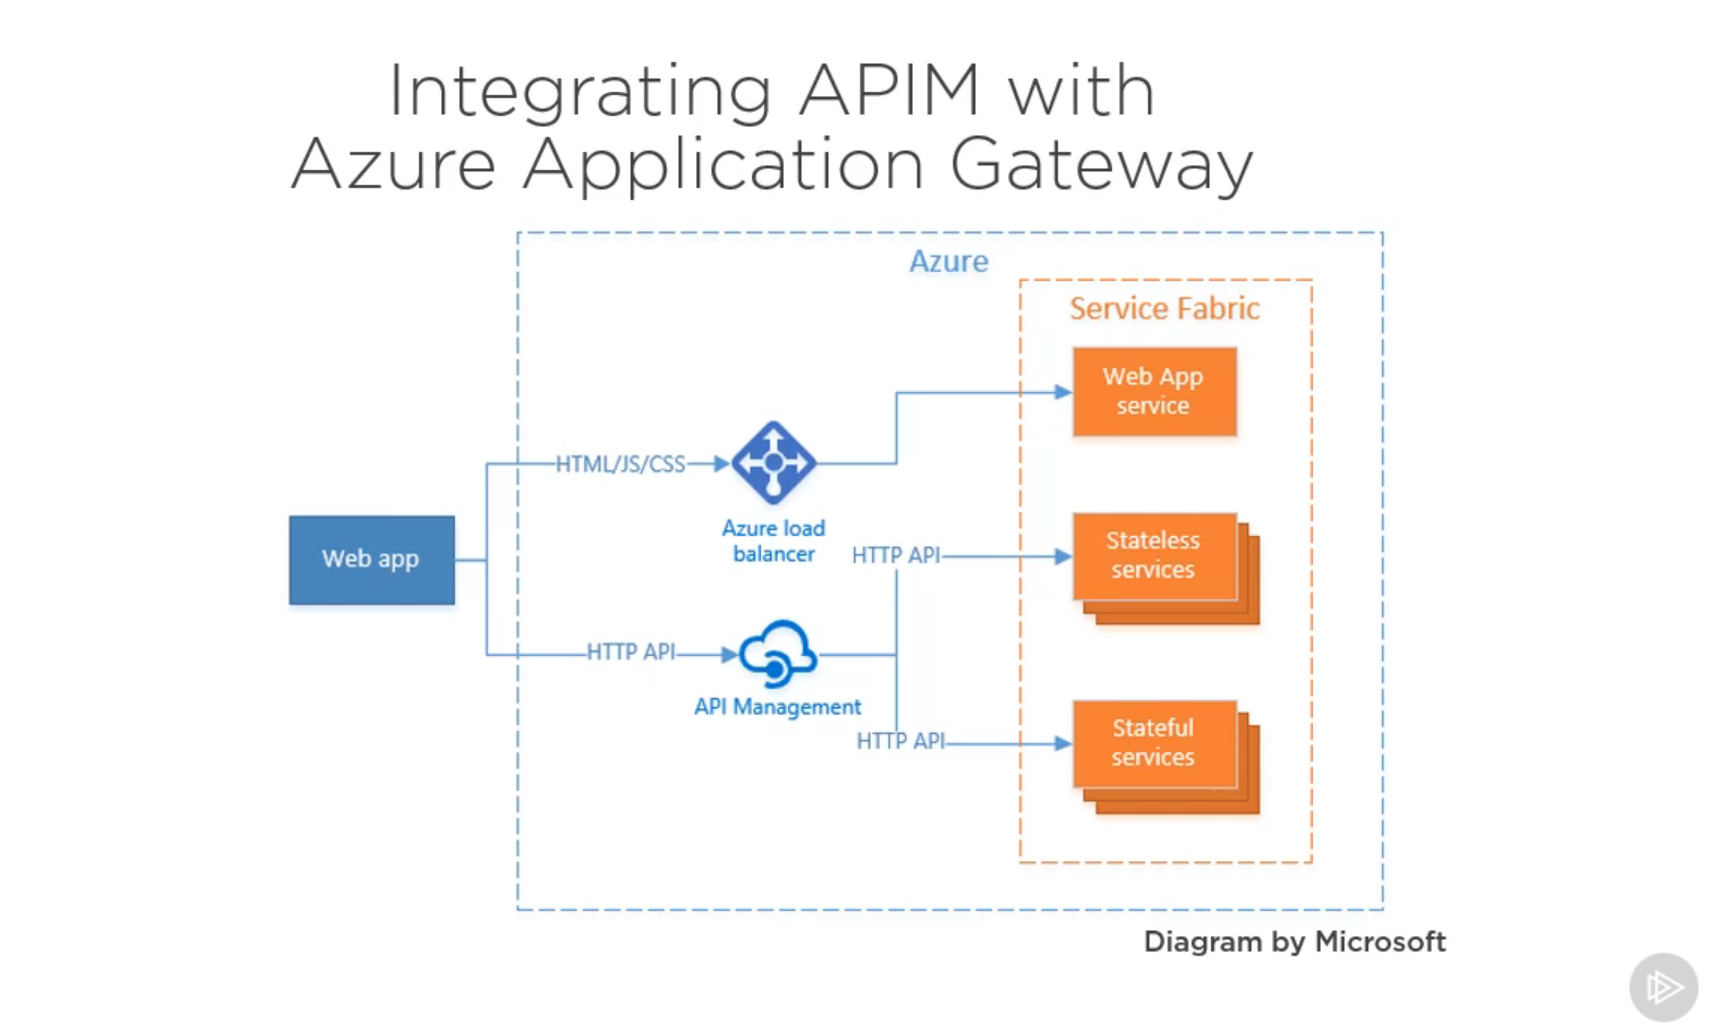 Integrating APIM with
Azure Application Gateway
Azure
Service Fabric
Web App
service
HTML/JS/CSS
Azure load
balancer
Web app
HTTP API
Stateless
services
HTTP API
API Management
HTTP API
Stateful
services
Diagram by Microsoft